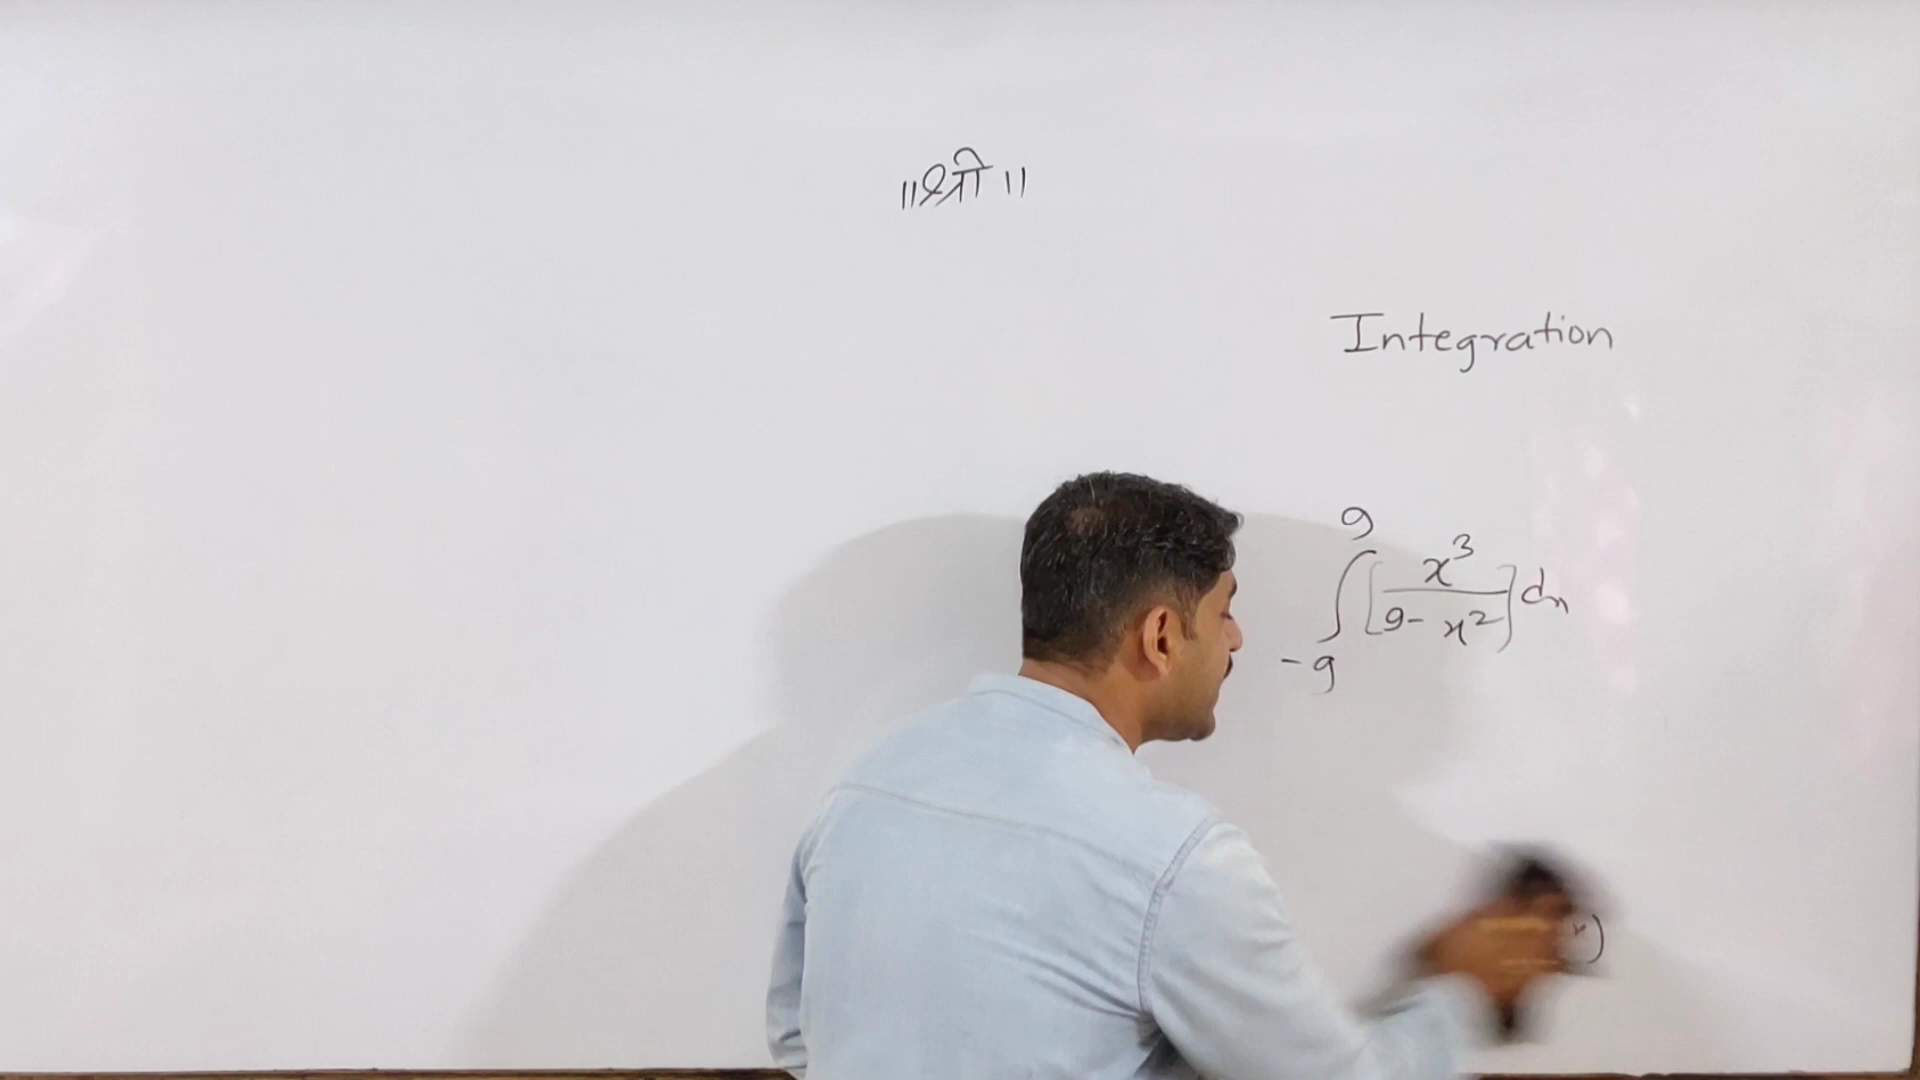 ॥श्री॥
Integration
∫_{-9}^{9} [x³ / (9 - x²)] dx
)